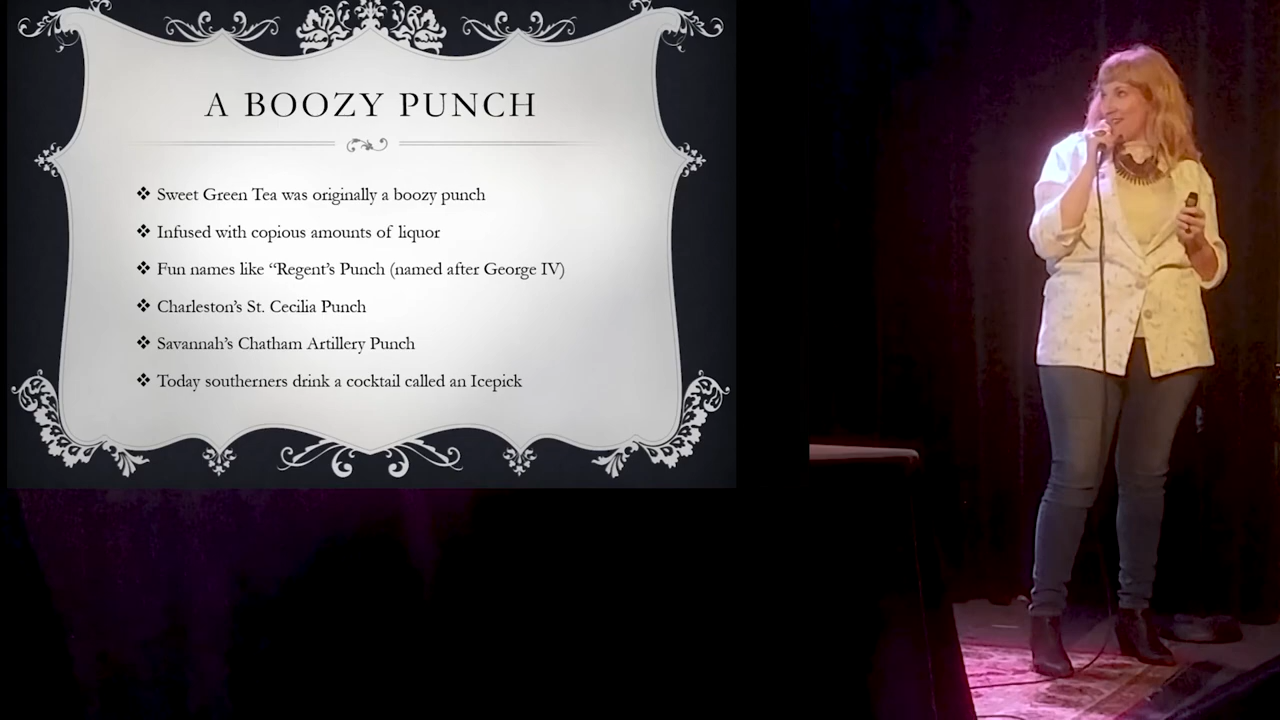 A BOOZY PUNCH
❖ Sweet Green Tea was originally a boozy punch
❖ Infused with copious amounts of liquor
❖ Fun names like “Regent’s Punch (named after George IV)
❖ Charleston’s St. Cecilia Punch
❖ Savannah’s Chatham Artillery Punch
❖ Today southerners drink a cocktail called an Icepick